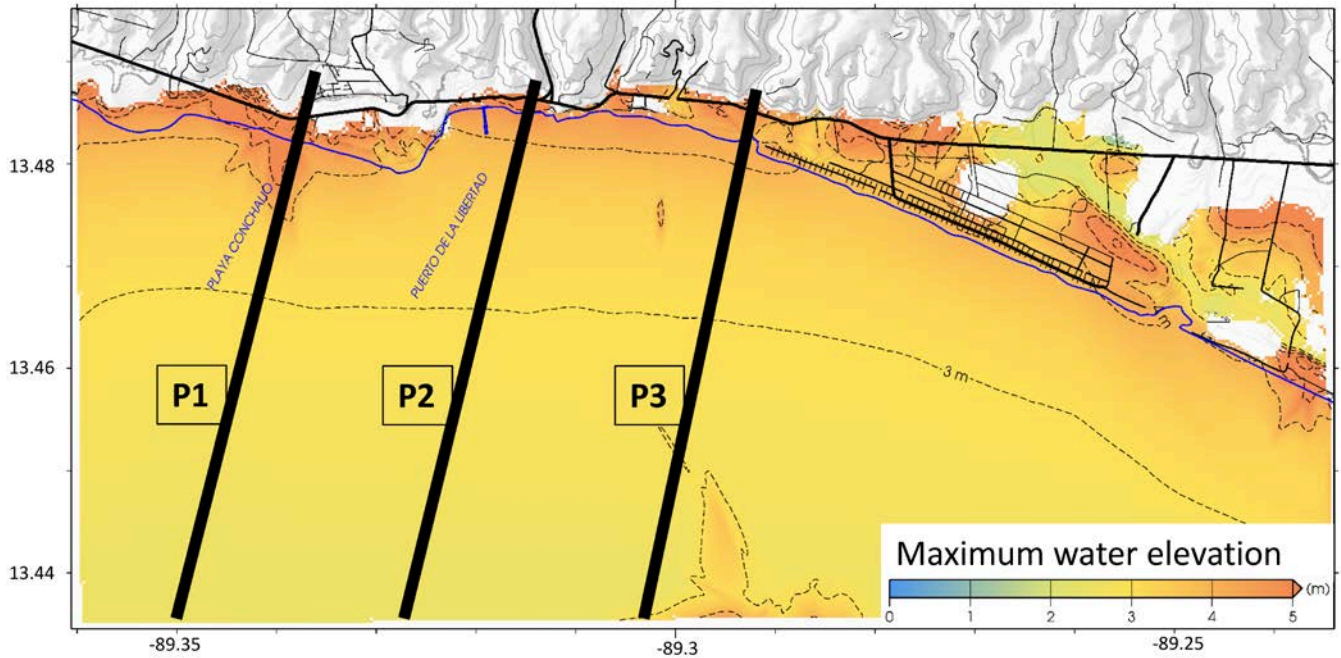 13.48
13.46
13.44
PLAYA CONCHALIO
PUERTO DE LA LIBERTAD
P1
P2
P3
3 m
Maximum water elevation
(m)
0 1 2 3 4 5
-89.35
-89.3
-89.25